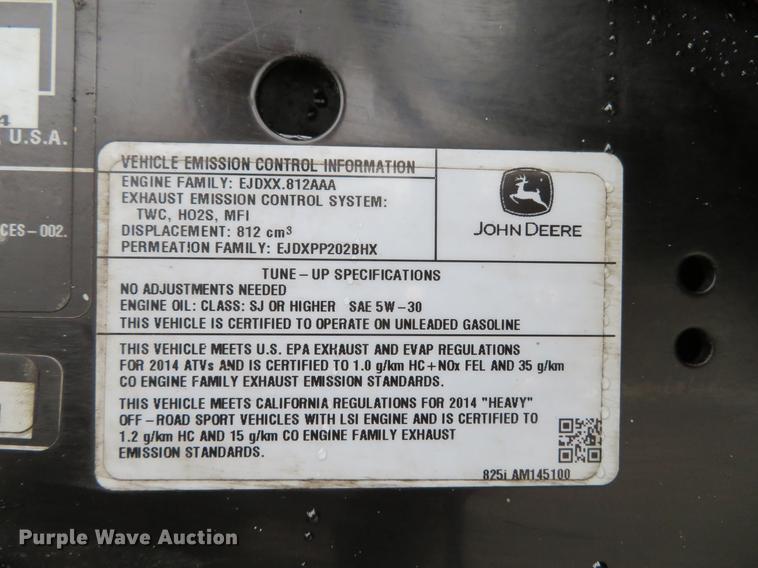 4
, U.S.A.
CES-002.
VEHICLE EMISSION CONTROL INFORMATION
ENGINE FAMILY: EJDXX.812AAA
EXHAUST EMISSION CONTROL SYSTEM:
TWC, HO2S, MFI
DISPLACEMENT: 812 cm³
PERMEATION FAMILY: EJDXPP202BHX
JOHN DEERE
TUNE-UP SPECIFICATIONS
NO ADJUSTMENTS NEEDED
ENGINE OIL: CLASS: SJ OR HIGHER SAE 5W-30
THIS VEHICLE IS CERTIFIED TO OPERATE ON UNLEADED GASOLINE
THIS VEHICLE MEETS U.S. EPA EXHAUST AND EVAP REGULATIONS
FOR 2014 ATVs AND IS CERTIFIED TO 1.0 g/km HC+NOx FEL AND 35 g/km
CO ENGINE FAMILY EXHAUST EMISSION STANDARDS.
THIS VEHICLE MEETS CALIFORNIA REGULATIONS FOR 2014 "HEAVY"
OFF-ROAD SPORT VEHICLES WITH LSI ENGINE AND IS CERTIFIED TO
1.2 g/km HC AND 15 g/km CO ENGINE FAMILY EXHAUST
EMISSION STANDARDS.
825i AM145100
Purple Wave Auction